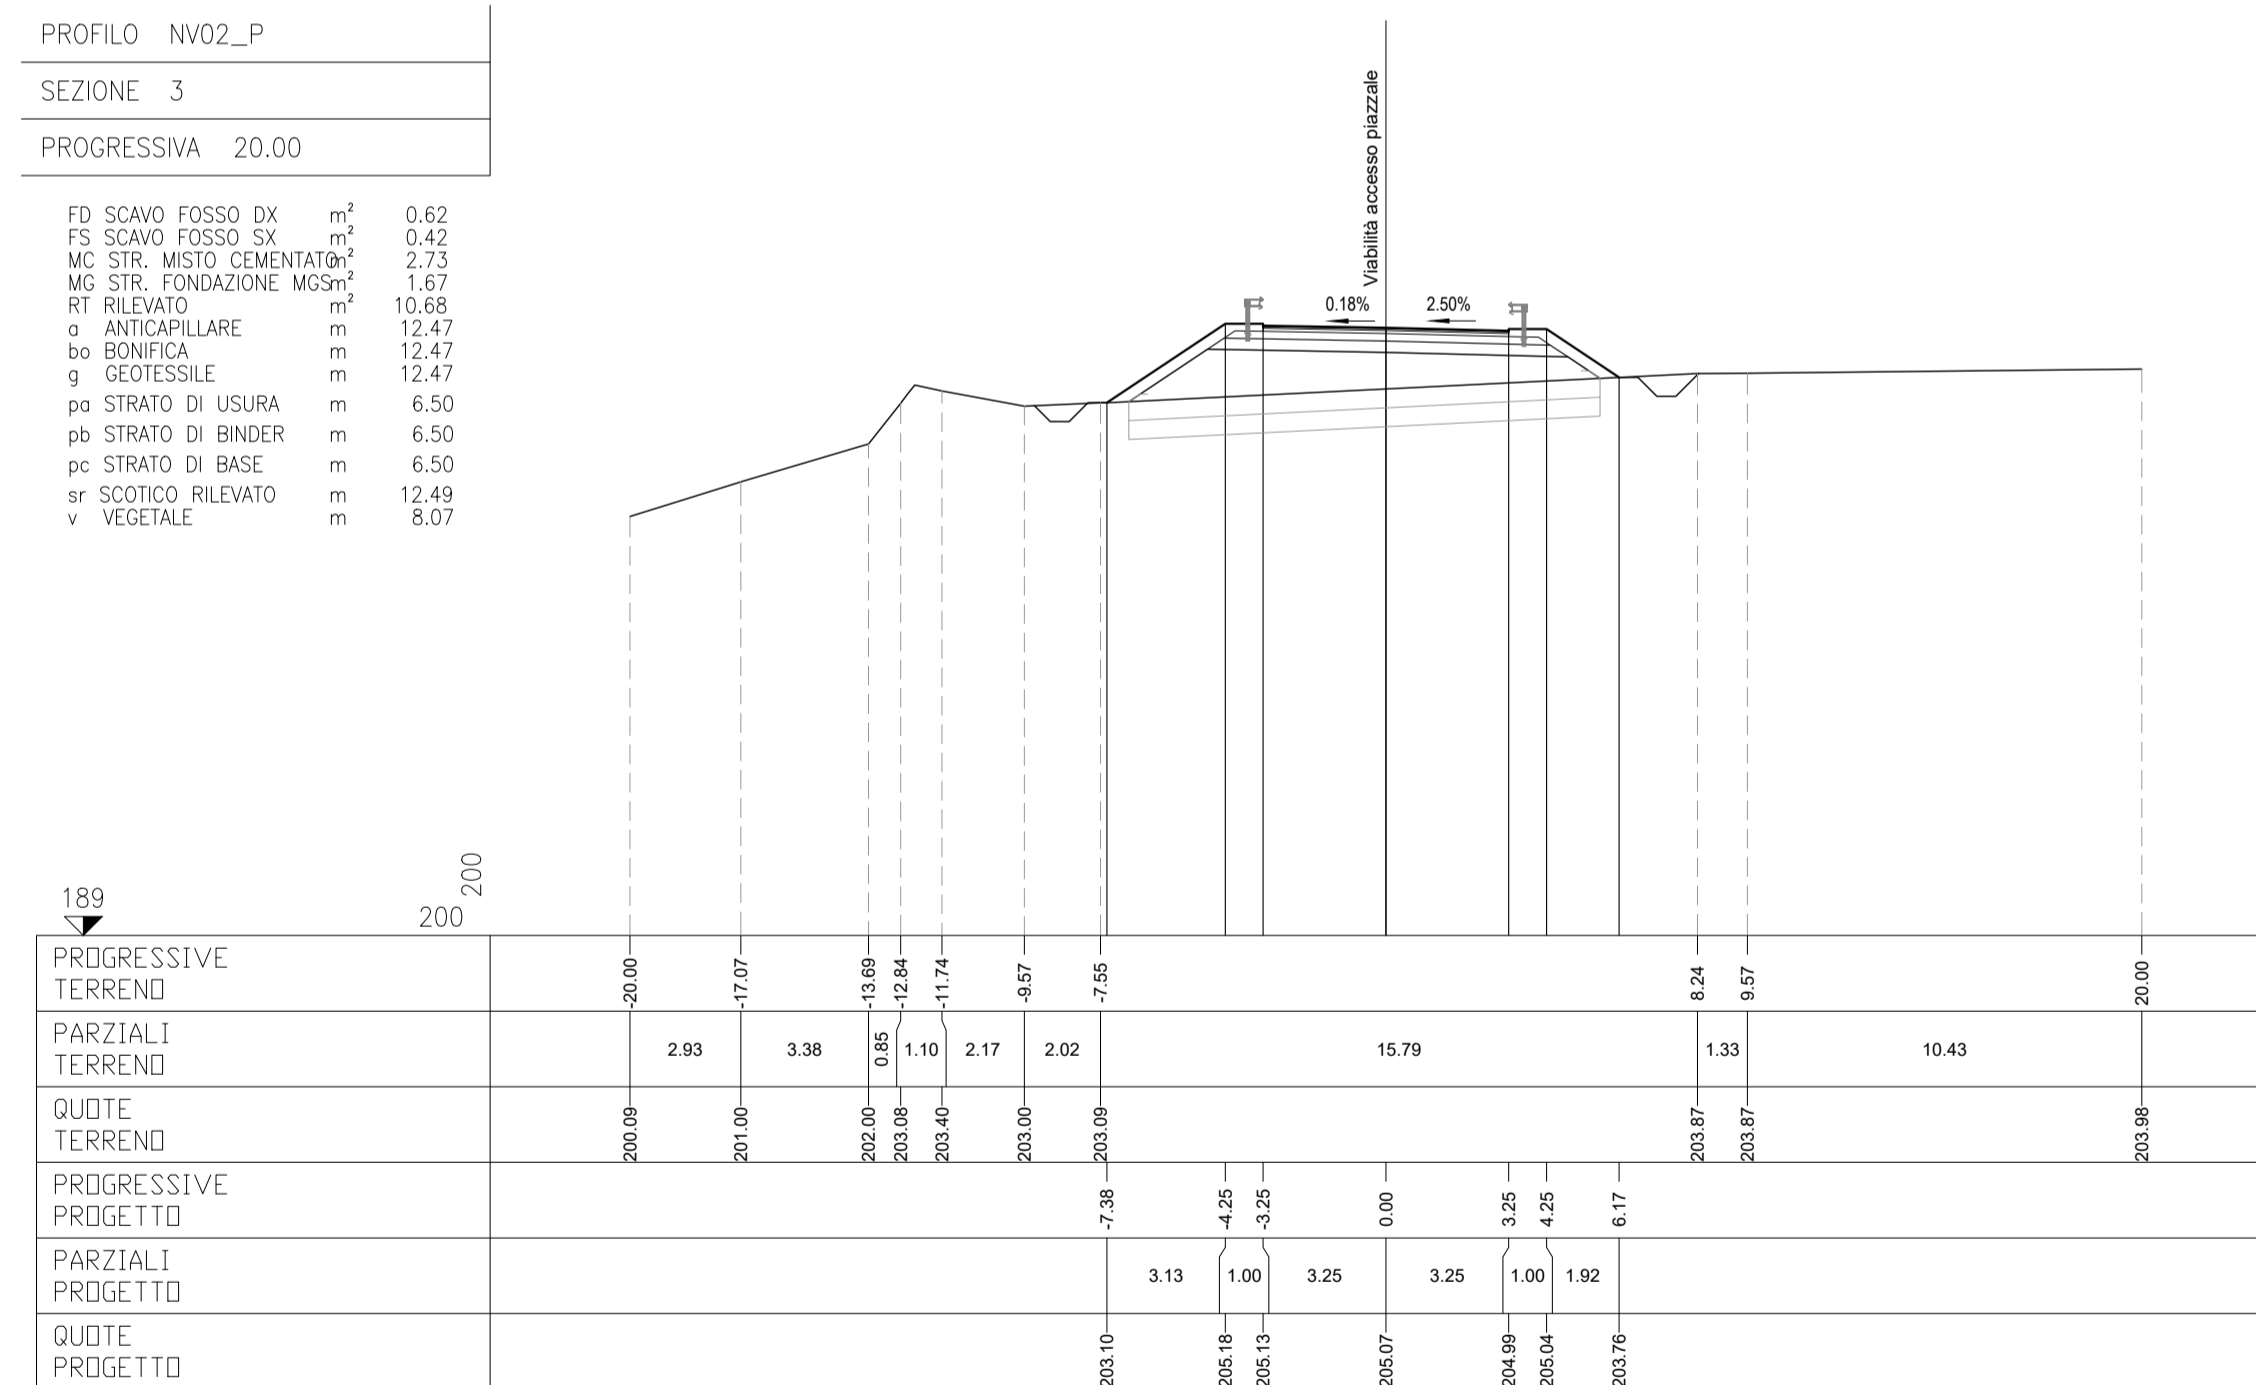 PROFILO NV02_P
SEZIONE 3
PROGRESSIVA 20.00
FD SCAVO FOSSO DX m² 0.62
FS SCAVO FOSSO SX m² 0.42
MC STR. MISTO CEMENTATO m² 2.73
MG STR. FONDAZIONE MGS m² 1.67
RT RILEVATO m² 10.68
a ANTICAPILLARE m 12.47
bo BONIFICA m 12.47
g GEOTESSILE m 12.47
pa STRATO DI USURA m 6.50
pb STRATO DI BINDER m 6.50
pc STRATO DI BASE m 6.50
sr SCOTICO RILEVATO m 12.49
v VEGETALE m 8.07
Viabilità accesso piazzale
0.18% 2.50%
189
200
200
PROGRESSIVE
TERRENO
-20.00 -17.07 -13.69 -12.84 -11.74 -9.57 -7.55 8.24 9.57 20.00
PARZIALI
TERRENO
2.93 3.38 0.85 1.10 2.17 2.02 15.79 1.33 10.43
QUOTE
TERRENO
200.09 201.00 202.00 203.08 203.40 203.00 203.09 203.87 203.87 203.98
PROGRESSIVE
PROGETTO
-7.38 -4.25 -3.25 0.00 3.25 4.25 6.17
PARZIALI
PROGETTO
3.13 1.00 3.25 3.25 1.00 1.92
QUOTE
PROGETTO
203.10 205.18 205.13 205.07 204.99 205.04 203.76